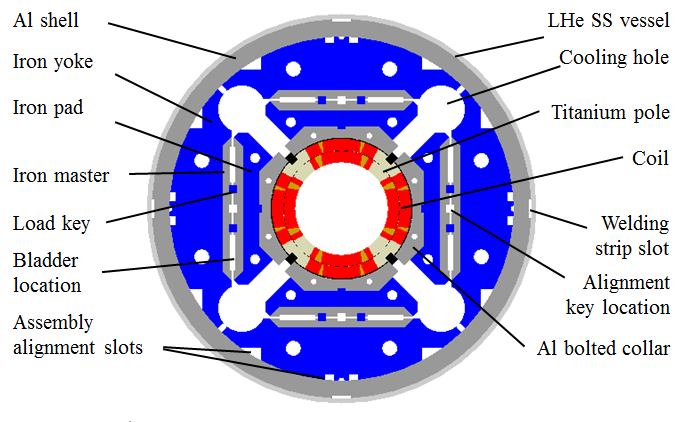 Al shell
Iron yoke
Iron pad
Iron master
Load key
Bladder
location
Assembly
alignment slots
LHe SS vessel
Cooling hole
Titanium pole
Coil
Welding
strip slot
Alignment
key location
Al bolted collar